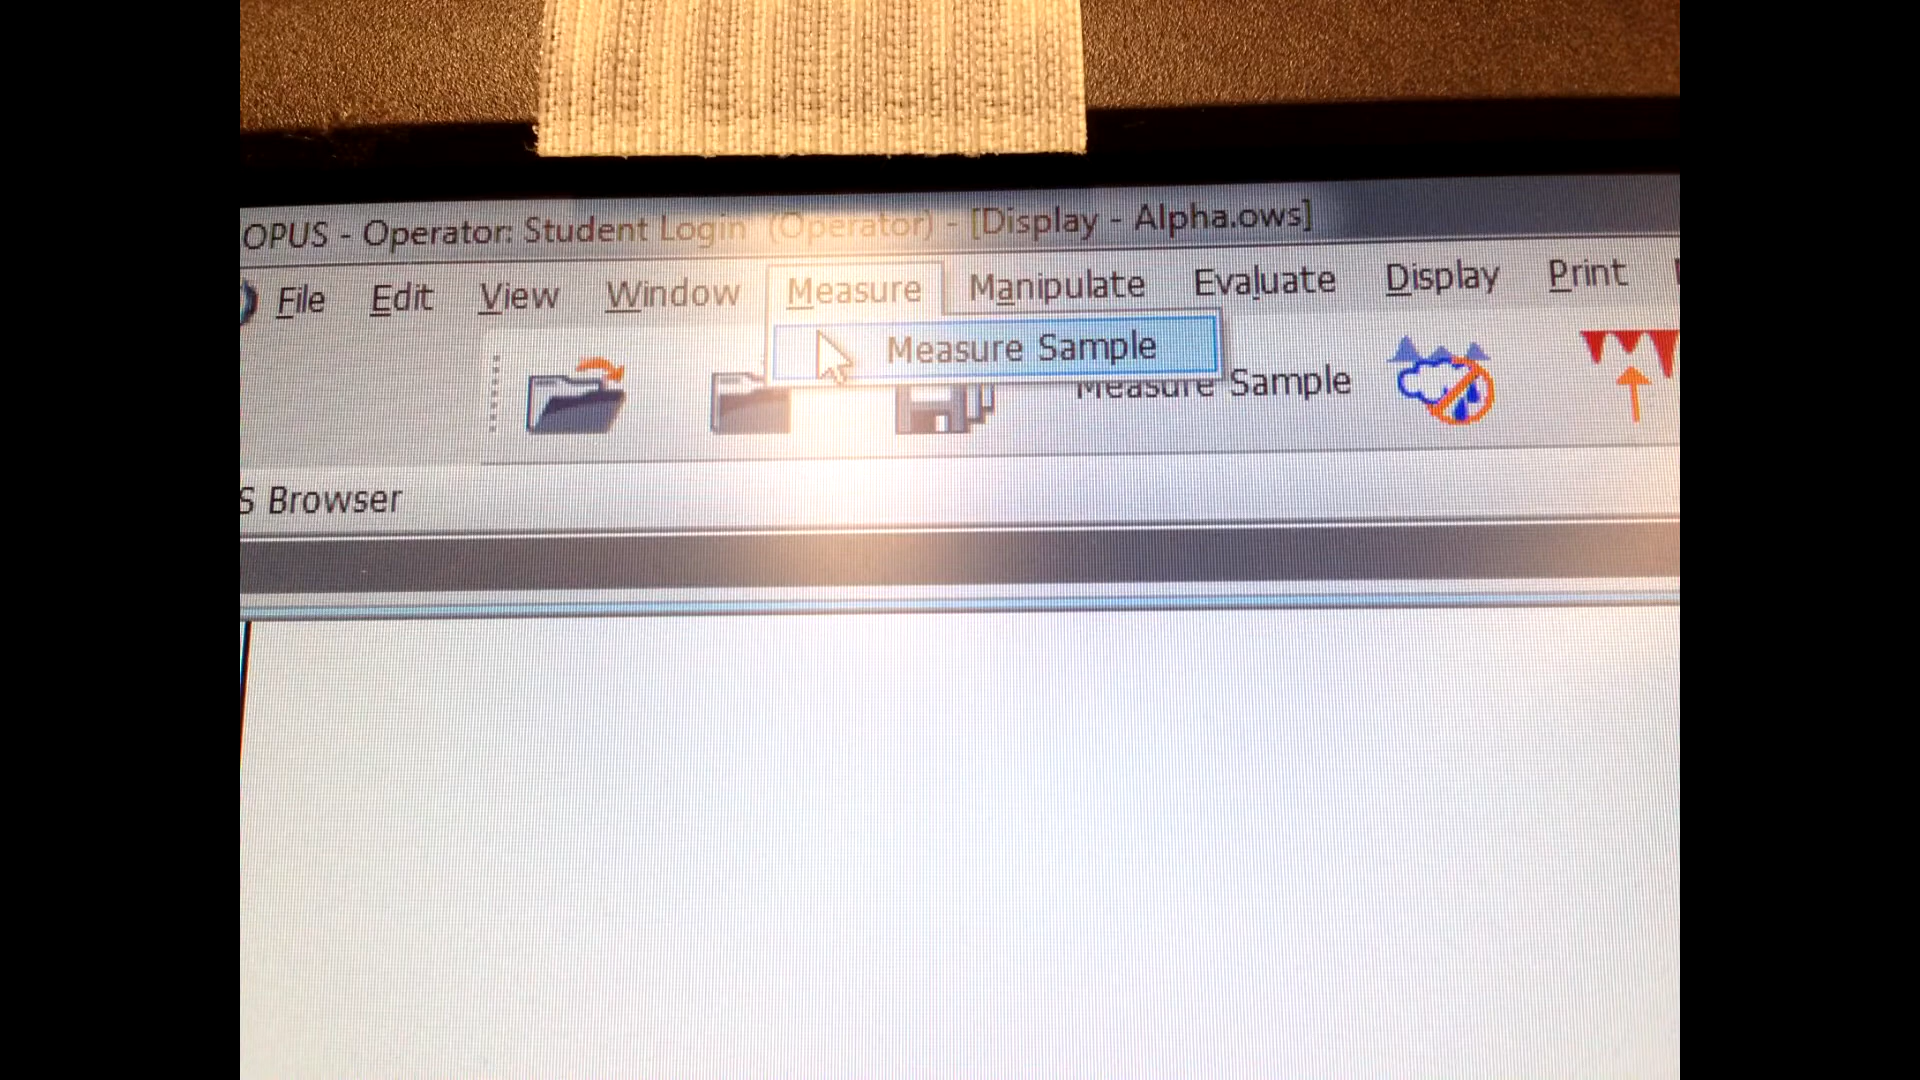 OPUS - Operator: Student Login (Operator) - [Display - Alpha.ows]
File Edit View Window Measure Manipulate Evaluate Display Print
Measure Sample
Measure Sample
S Browser